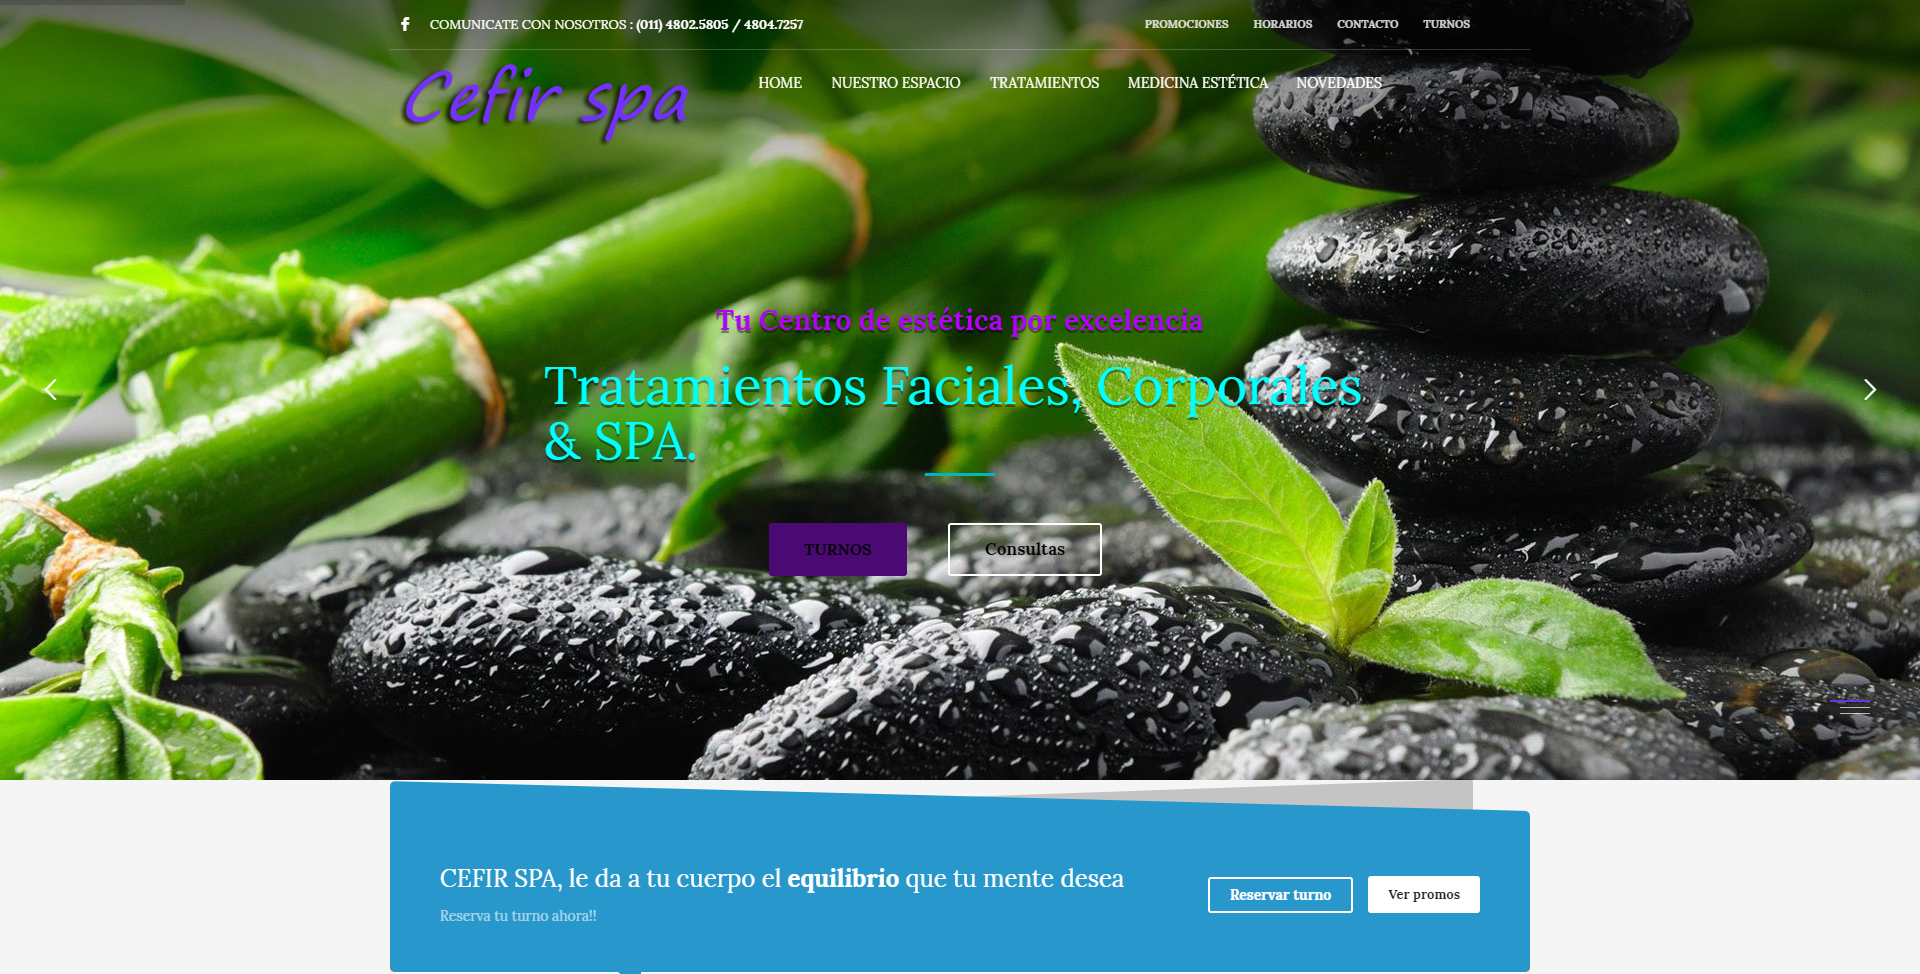 COMUNICATE CON NOSOTROS : (011) 4802.5805 / 4804.7257
PROMOCIONES HORARIOS CONTACTO TURNOS
Cefir spa
HOME NUESTRO ESPACIO TRATAMIENTOS MEDICINA ESTÉTICA NOVEDADES
Tu Centro de estética por excelencia
Tratamientos Faciales, Corporales
& SPA.
TURNOS
Consultas
CEFIR SPA, le da a tu cuerpo el equilibrio que tu mente desea
Reserva tu turno ahora!!
Reservar turno
Ver promos